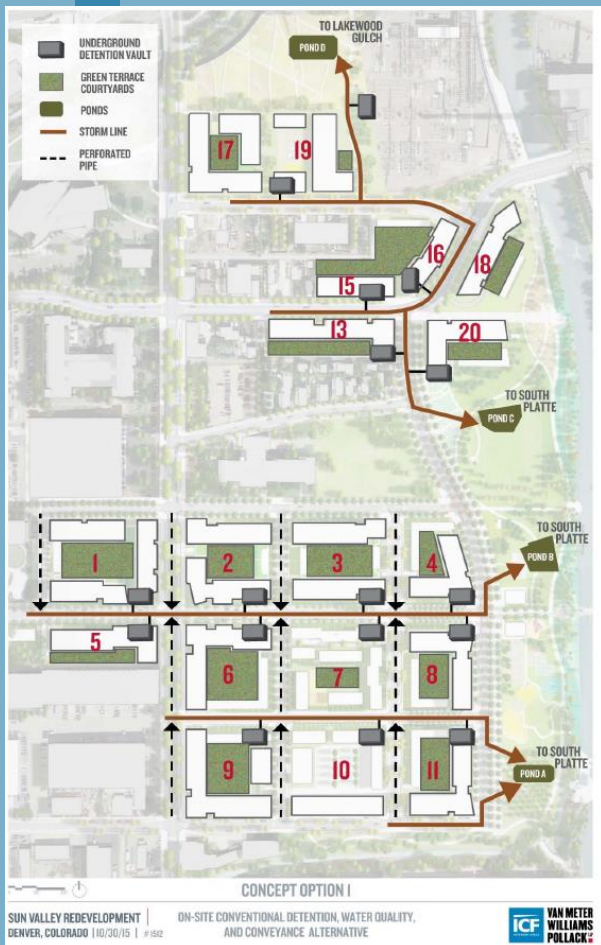 UNDERGROUND
DETENTION VAULT
GREEN TERRACE
COURTYARDS
PONDS
STORM LINE
PERFORATED
PIPE
TO LAKEWOOD
GULCH
POND D
17
19
16
18
15
13
20
TO SOUTH
PLATTE
POND C
1
2
3
4
TO SOUTH
PLATTE
POND B
5
6
7
8
9
10
11
TO SOUTH
PLATTE
POND A
CONCEPT OPTION 1
SUN VALLEY REDEVELOPMENT
DENVER, COLORADO | 10/30/15 | # 1512
ON-SITE CONVENTIONAL DETENTION, WATER QUALITY,
AND CONVEYANCE ALTERNATIVE
ICF
VAN METER
WILLIAMS
POLLACK